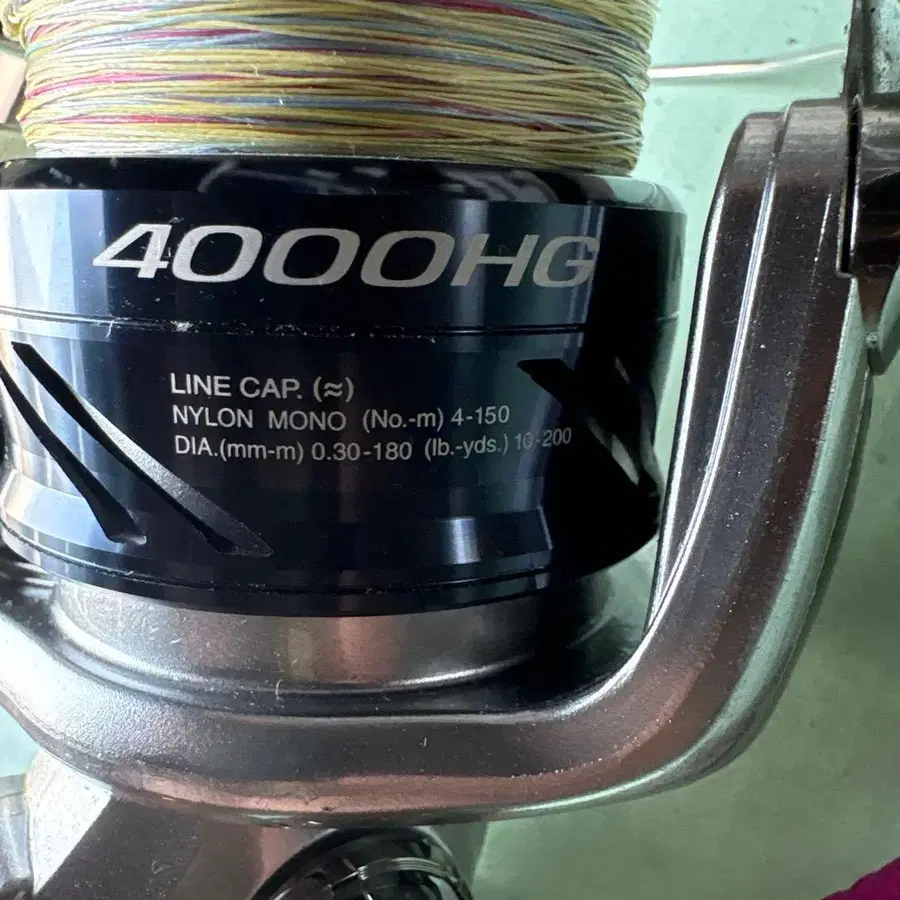 4000HG
LINE CAP. (≈)
NYLON MONO (No.-m) 4-150
DIA.(mm-m) 0.30-180 (lb.-yds.) 10-200